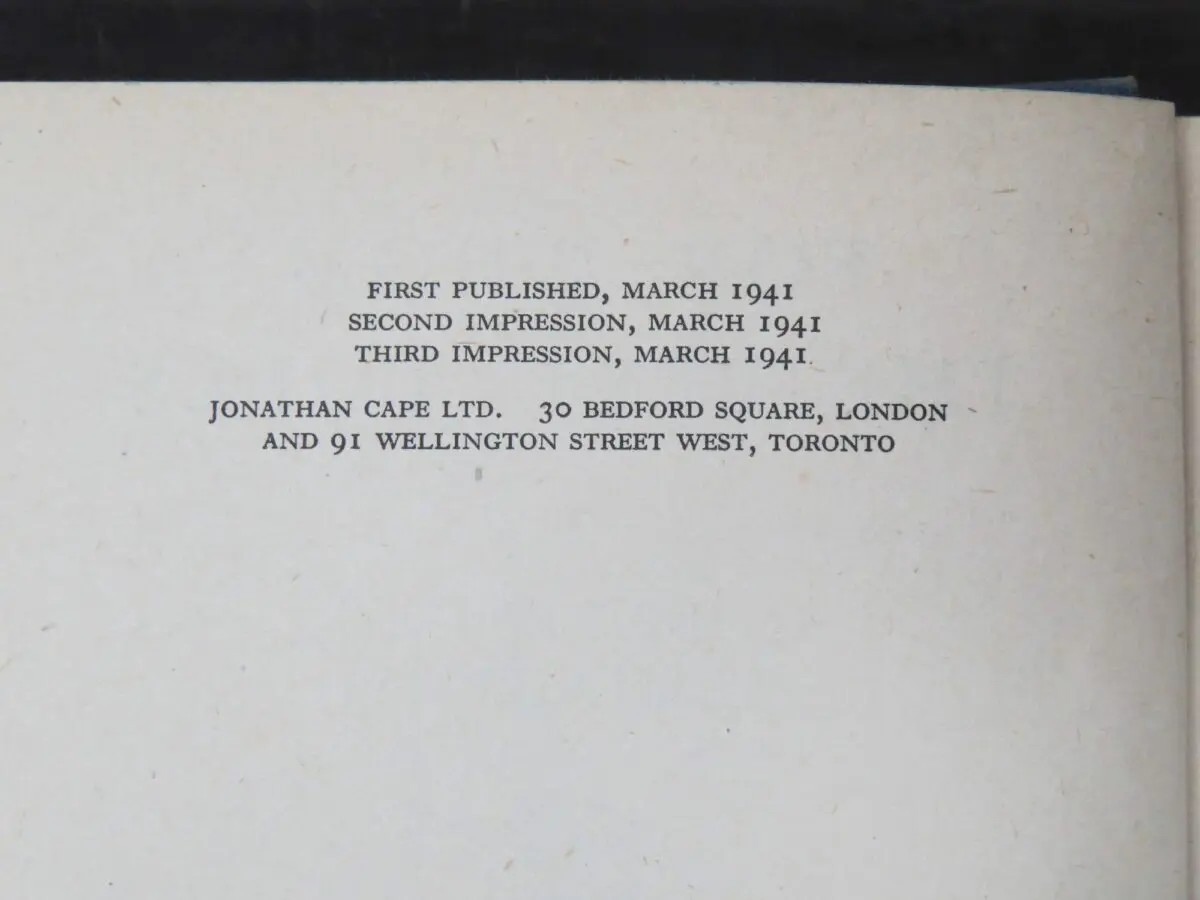 FIRST PUBLISHED, MARCH 1941
SECOND IMPRESSION, MARCH 1941
THIRD IMPRESSION, MARCH 1941
JONATHAN CAPE LTD. 30 BEDFORD SQUARE, LONDON
AND 91 WELLINGTON STREET WEST, TORONTO